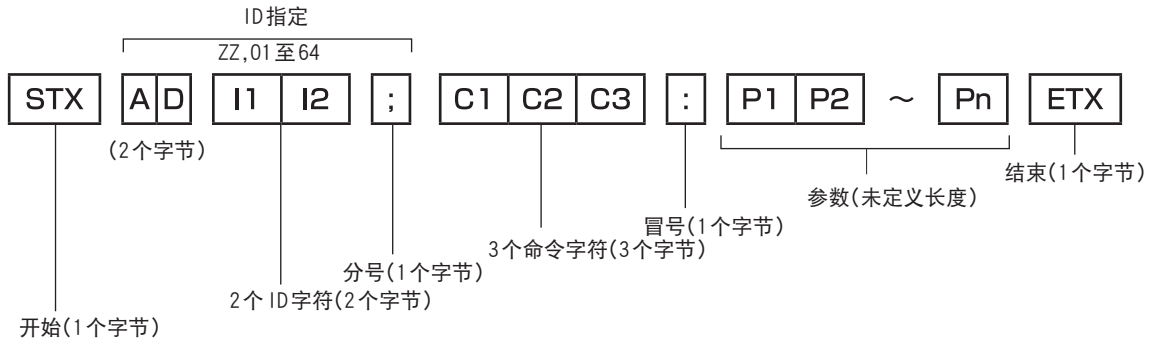 ID指定
ZZ,01至64
STX AD I1 I2 ; C1 C2 C3 : P1 P2 ～ Pn ETX
(2个字节)
结束(1个字节)
参数(未定义长度)
冒号(1个字节)
3个命令字符(3个字节)
分号(1个字节)
2个ID字符(2个字节)
开始(1个字节)